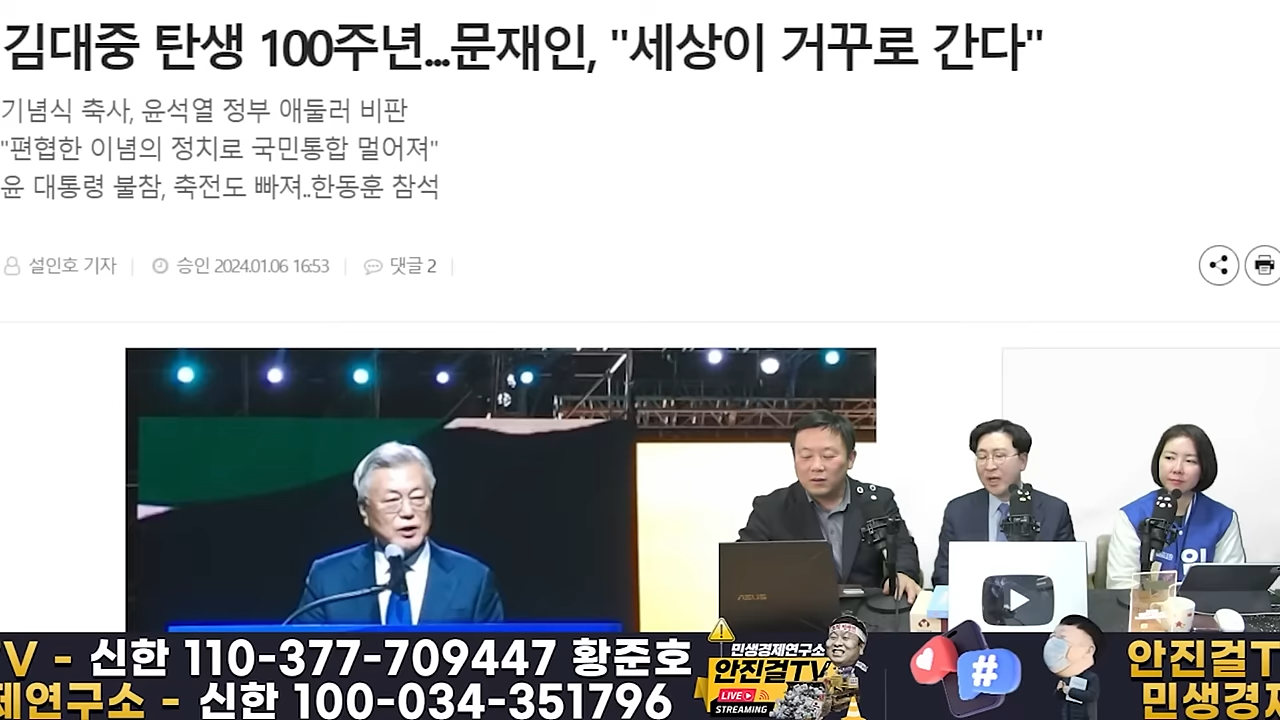 김대중 탄생 100주년...문재인, "세상이 거꾸로 간다"
기념식 축사, 윤석열 정부 애둘러 비판
"편협한 이념의 정치로 국민통합 멀어져"
윤 대통령 불참, 축전도 빠져..한동훈 참석
설인호 기자 | 승인 2024.01.06 16:53 | 댓글 2 |
ASUS
인
V - 신한 110-377-709447 황준호
제연구소 - 신한 100-034-351796
민생경제연구소
안진걸TV
LIVE
STREAMING
#
안진걸T
민생경제